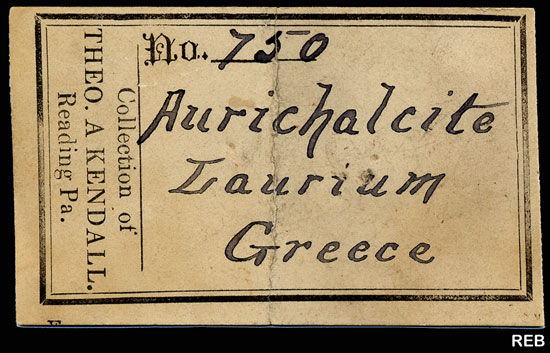 No. 750
Collection of
THEO. A KENDALL.
Reading Pa.
Aurichalcite
Laurium
Greece
REB